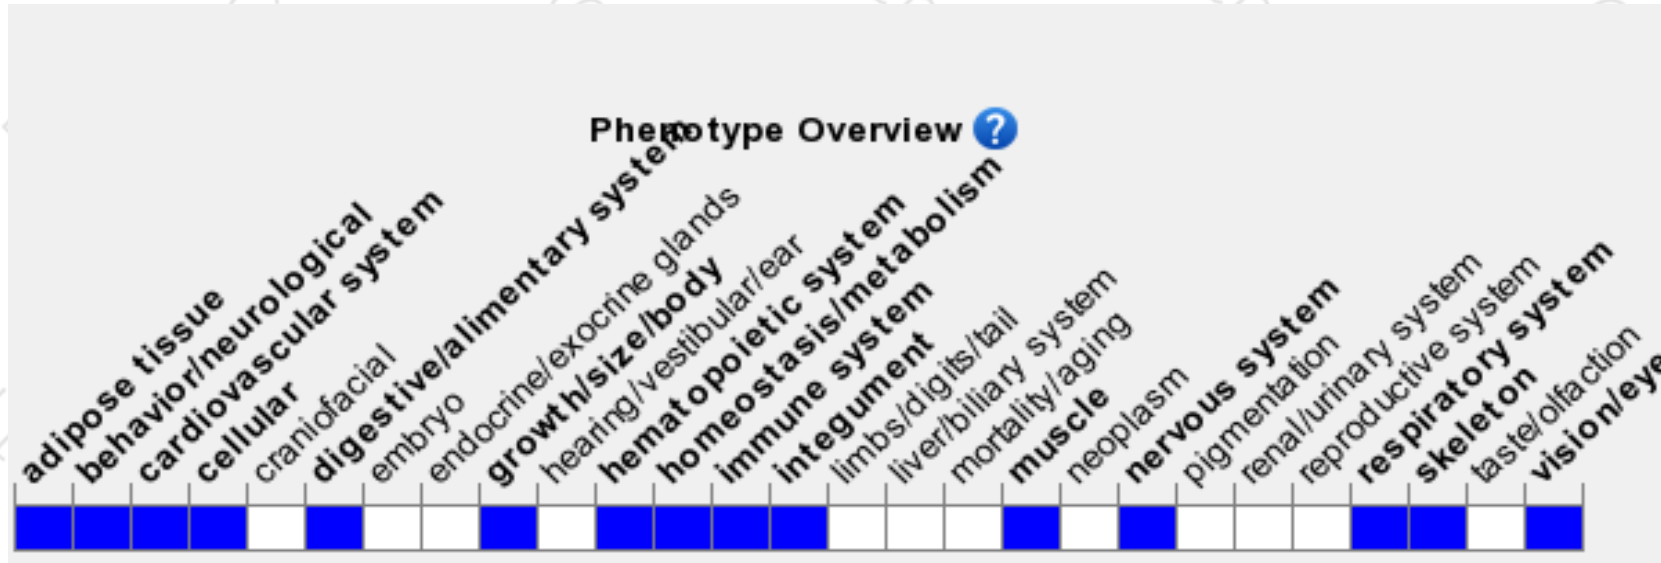 Phenotype Overview ?
adipose tissue
behavior/neurological
cardiovascular system
cellular
craniofacial
digestive/alimentary system
embryo
endocrine/exocrine glands
growth/size/body
hearing/vestibular/ear
hematopoietic system
homeostasis/metabolism
immune system
integument
limbs/digits/tail
liver/biliary system
mortality/aging
muscle
neoplasm
nervous system
pigmentation
renal/urinary system
reproductive system
respiratory system
skeleton
taste/olfaction
vision/eye